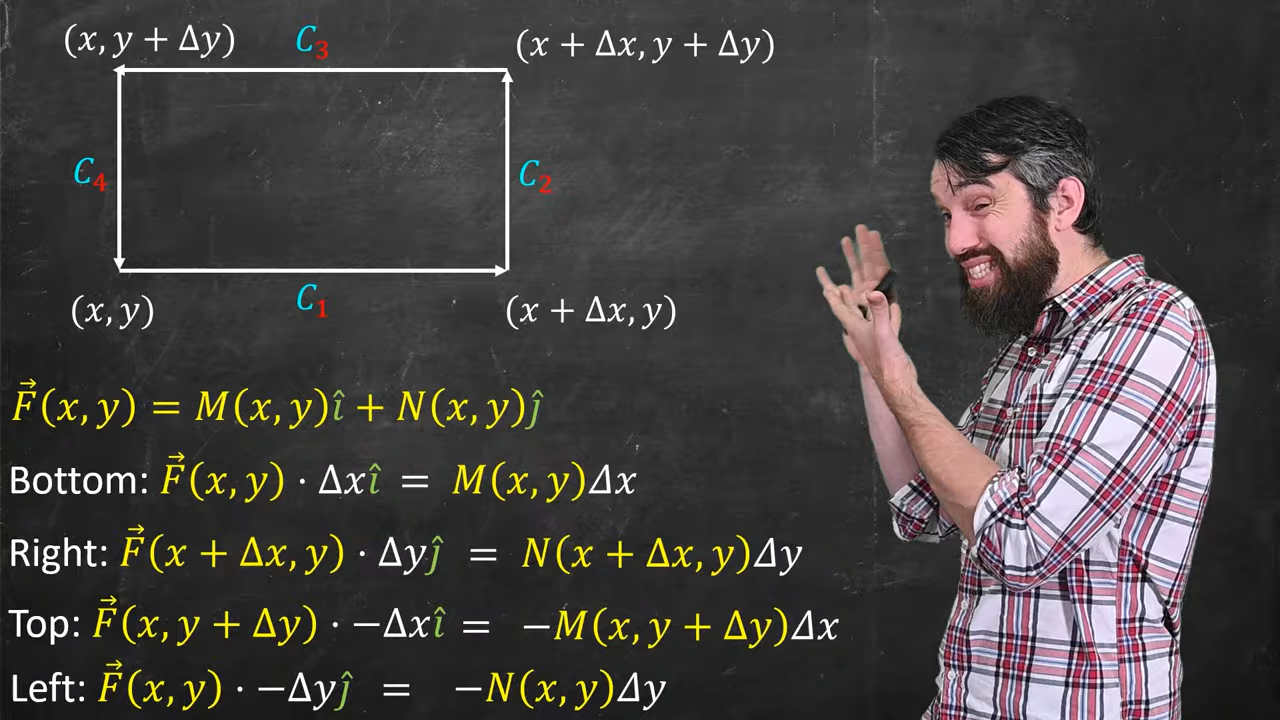 (x, y + Δy) C₃ (x + Δx, y + Δy)
C₄ C₂
(x, y) C₁ (x + Δx, y)
F⃗(x, y) = M(x, y)î + N(x, y)ĵ
Bottom: F⃗(x, y) · Δxî = M(x, y)Δx
Right: F⃗(x + Δx, y) · Δyĵ = N(x + Δx, y)Δy
Top: F⃗(x, y + Δy) · −Δxî = −M(x, y + Δy)Δx
Left: F⃗(x, y) · −Δyĵ = −N(x, y)Δy